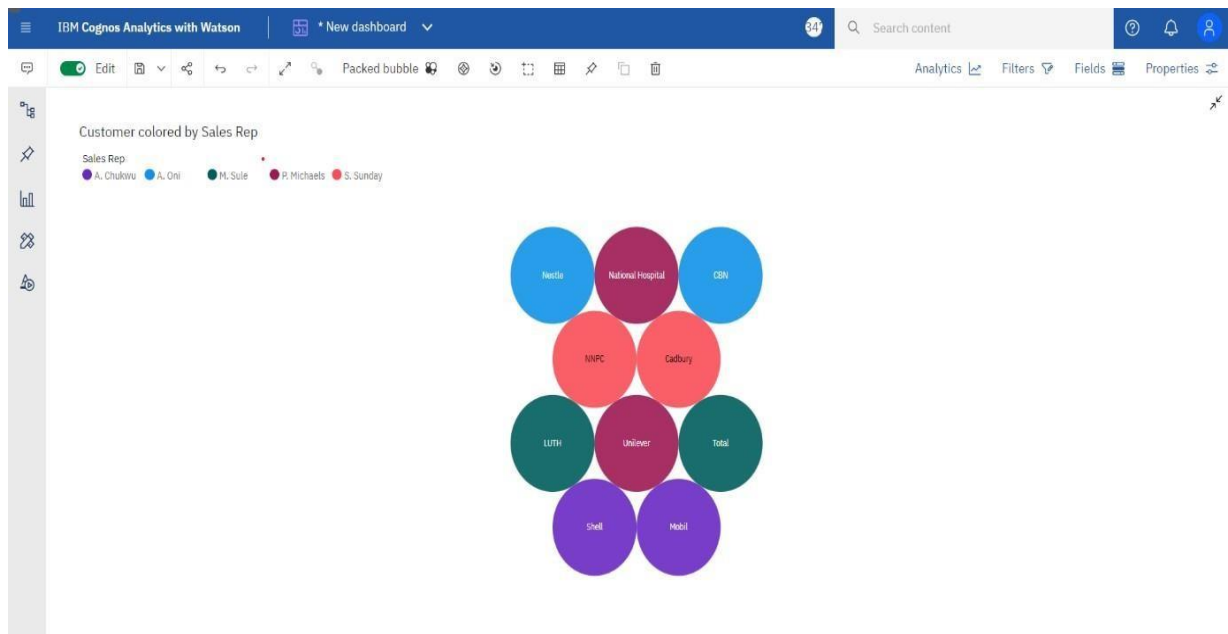 IBM Cognos Analytics with Watson * New dashboard Search content
Edit Packed bubble Analytics Filters Fields Properties
Customer colored by Sales Rep
Sales Rep
A. Chukwu A. Oni M. Sule P. Michaels S. Sunday
Nestle National Hospital CBN
NNPC Cadbury
LUTH Unilever Total
Shell Mobil